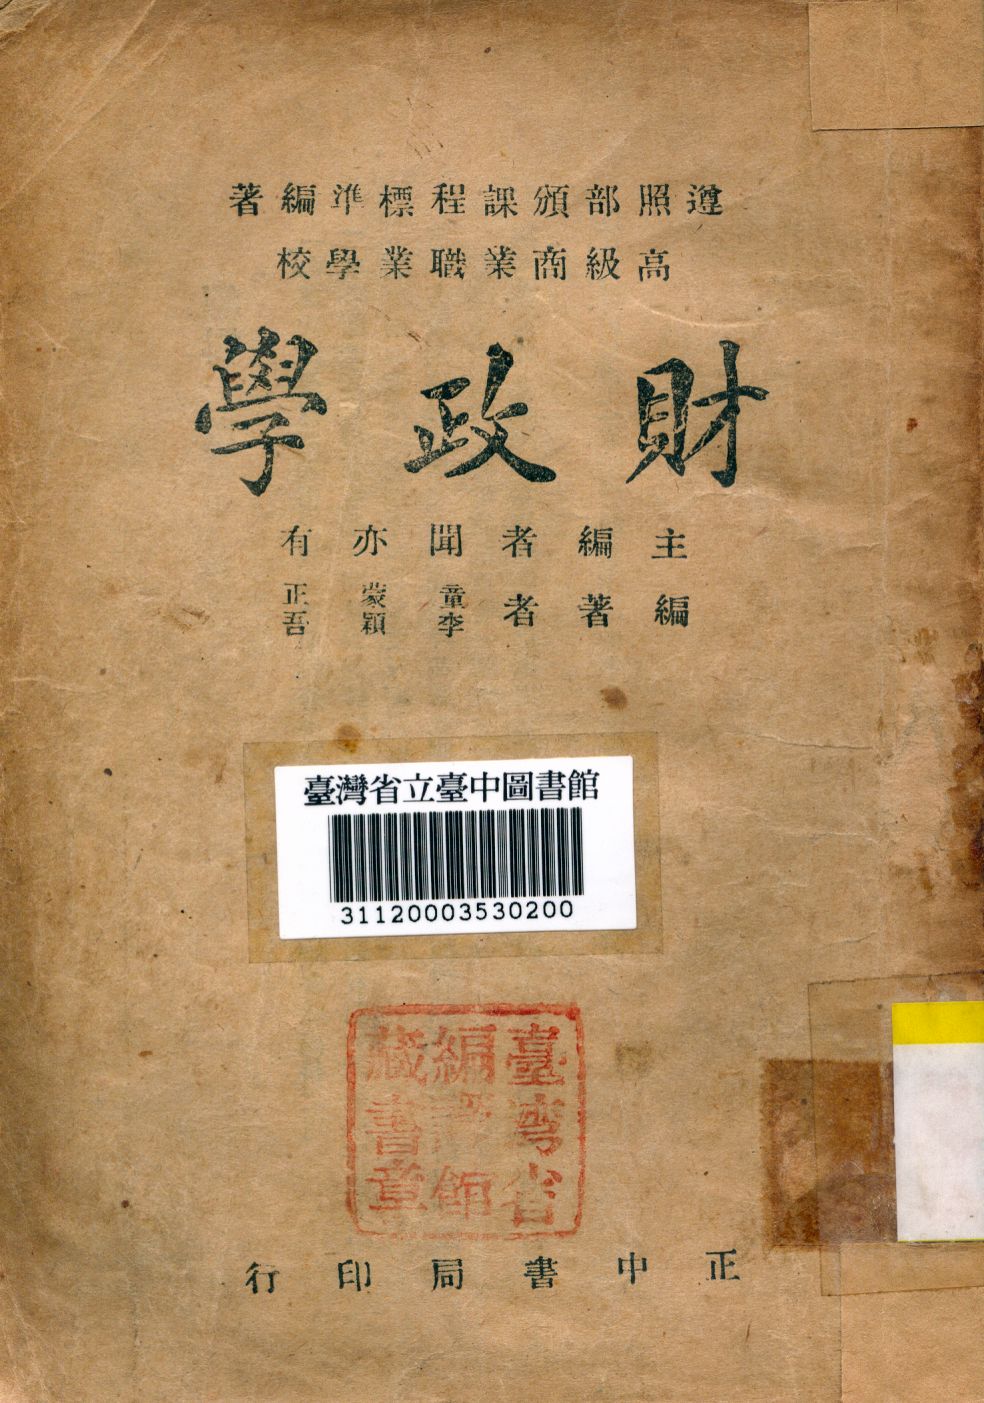 遵照部頒課程標準編著
高級商業職業學校
財政學
主編者聞亦有
編著者童蒙正
李穎吾
臺灣省立臺中圖書館
31120003530200
臺灣省
編譯館
藏書章
正中書局印行